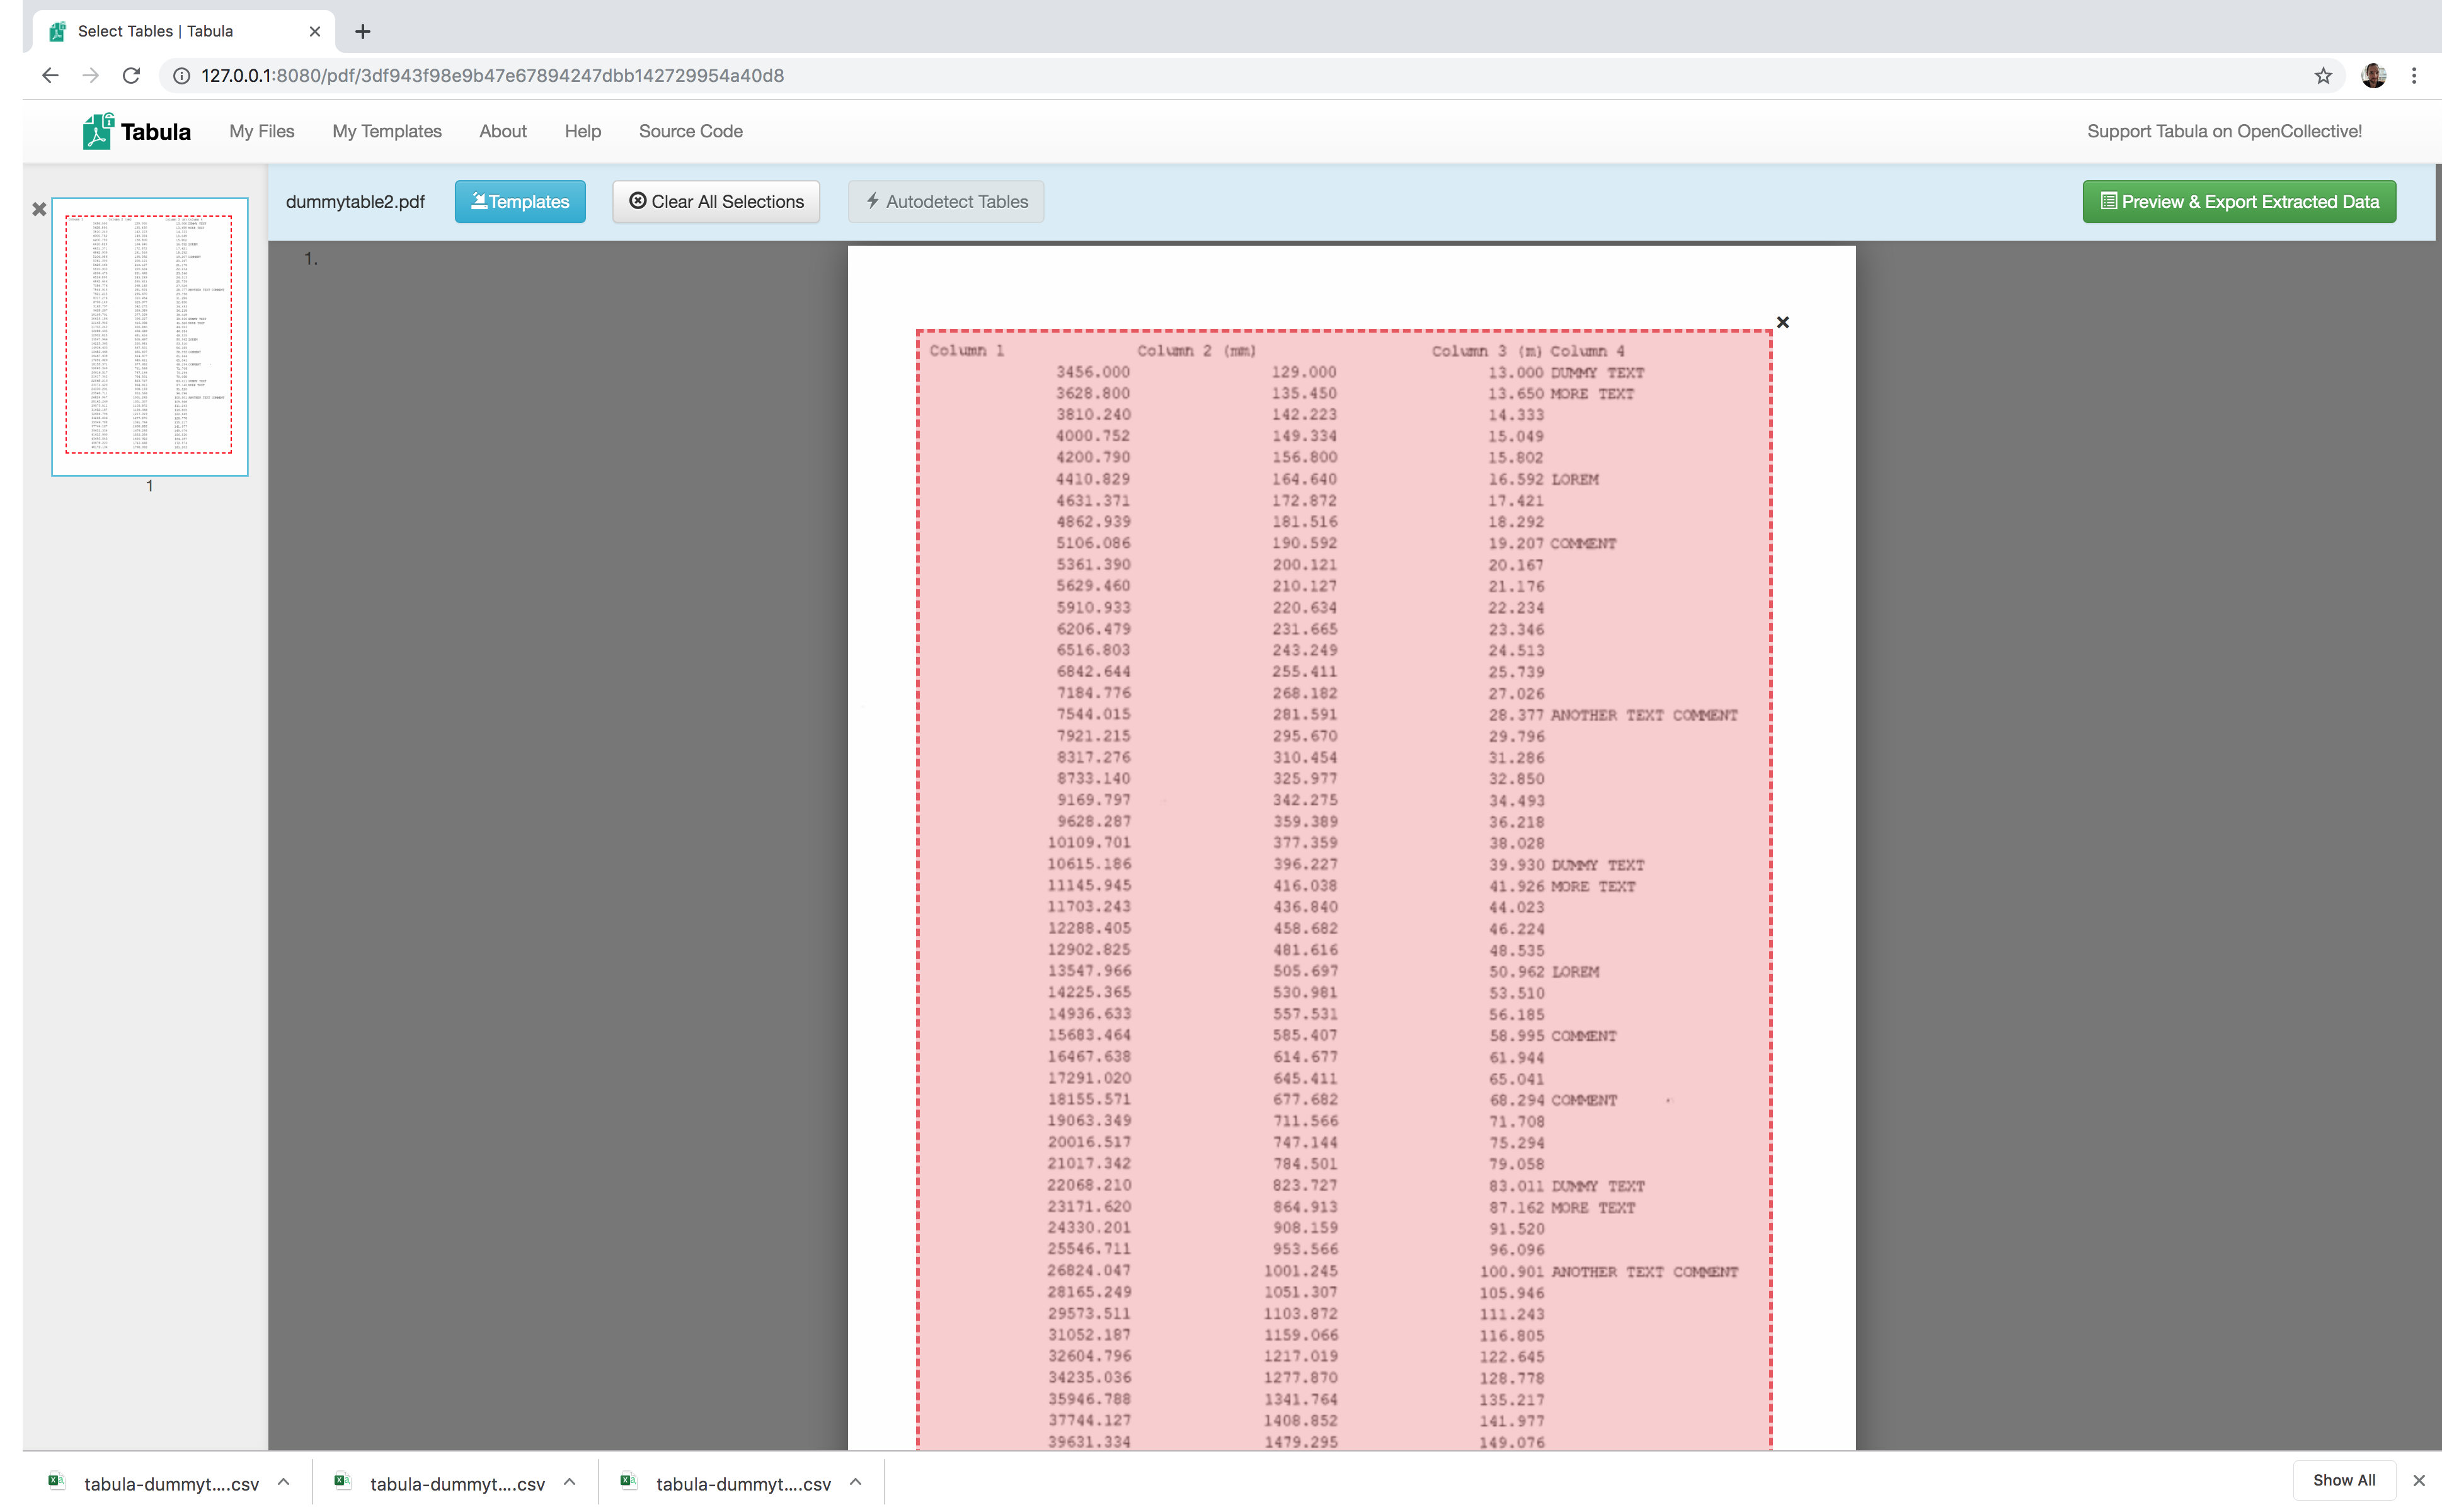 Select Tables | Tabula
127.0.0.1:8080/pdf/3df943f98e9b47e67894247dbb142729954a40d8
Tabula My Files My Templates About Help Source Code Support Tabula on OpenCollective!
dummytable2.pdf Templates Clear All Selections Autodetect Tables Preview & Export Extracted Data
1
1.
Column 1 Column 2 (mm) Column 3 (m) Column 4
3456.000 129.000 13.000 DUMMY TEXT
3628.800 135.450 13.650 MORE TEXT
3810.240 142.223 14.333
4000.752 149.334 15.049
4200.790 156.800 15.802
4410.829 164.640 16.592 LOREM
4631.371 172.872 17.421
4862.939 181.516 18.292
5106.086 190.592 19.207 COMMENT
5361.390 200.121 20.167
5629.460 210.127 21.176
5910.933 220.634 22.234
6206.479 231.665 23.346
6516.803 243.249 24.513
6842.644 255.411 25.739
7184.776 268.182 27.026
7544.015 281.591 28.377 ANOTHER TEXT COMMENT
7921.215 295.670 29.796
8317.276 310.454 31.286
8733.140 325.977 32.850
9169.797 342.275 34.493
9628.287 359.389 36.218
10109.701 377.359 38.028
10615.186 396.227 39.930 DUMMY TEXT
11145.945 416.038 41.926 MORE TEXT
11703.243 436.840 44.023
12288.405 458.682 46.224
12902.825 481.616 48.535
13547.966 505.697 50.962 LOREM
14225.365 530.981 53.510
14936.633 557.531 56.185
15683.464 585.407 58.995 COMMENT
16467.638 614.677 61.944
17291.020 645.411 65.041
18155.571 677.682 68.294 COMMENT
19063.349 711.566 71.708
20016.517 747.144 75.294
21017.342 784.501 79.058
22068.210 823.727 83.011 DUMMY TEXT
23171.620 864.913 87.162 MORE TEXT
24330.201 908.159 91.520
25546.711 953.566 96.096
26824.047 1001.245 100.901 ANOTHER TEXT COMMENT
28165.249 1051.307 105.946
29573.511 1103.872 111.243
31052.187 1159.066 116.805
32604.796 1217.019 122.645
34235.036 1277.870 128.778
35946.788 1341.764 135.217
37744.127 1408.852 141.977
39631.334 1479.295 149.076
tabula-dummyt....csv tabula-dummyt....csv tabula-dummyt....csv Show All